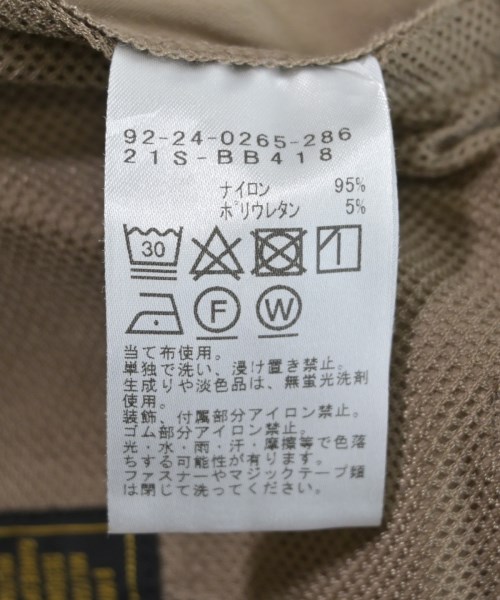 92-24-0265-286
21S-BB418
ナイロン 95%
ポリウレタン 5%
30
F W
当て布使用。
単独で洗い、浸け置き禁止。
生成りや淡色品は、無蛍光洗剤
使用。
装飾、付属部分アイロン禁止。
ゴム部分アイロン禁止。
光・水・雨・汗・摩擦等で色落
ちする可能性が有ります。
ファスナーやマジックテープ類
は閉じて洗ってください。